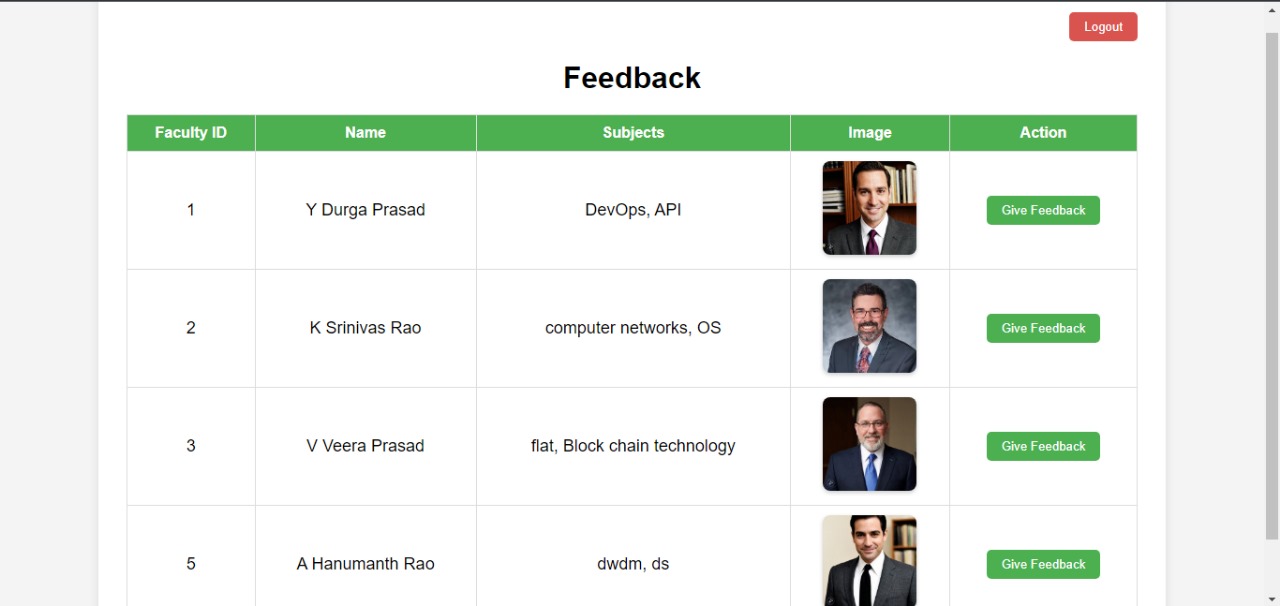 Logout
Feedback
Faculty ID Name Subjects Image Action
1 Y Durga Prasad DevOps, API Give Feedback
2 K Srinivas Rao computer networks, OS Give Feedback
3 V Veera Prasad flat, Block chain technology Give Feedback
5 A Hanumanth Rao dwdm, ds Give Feedback